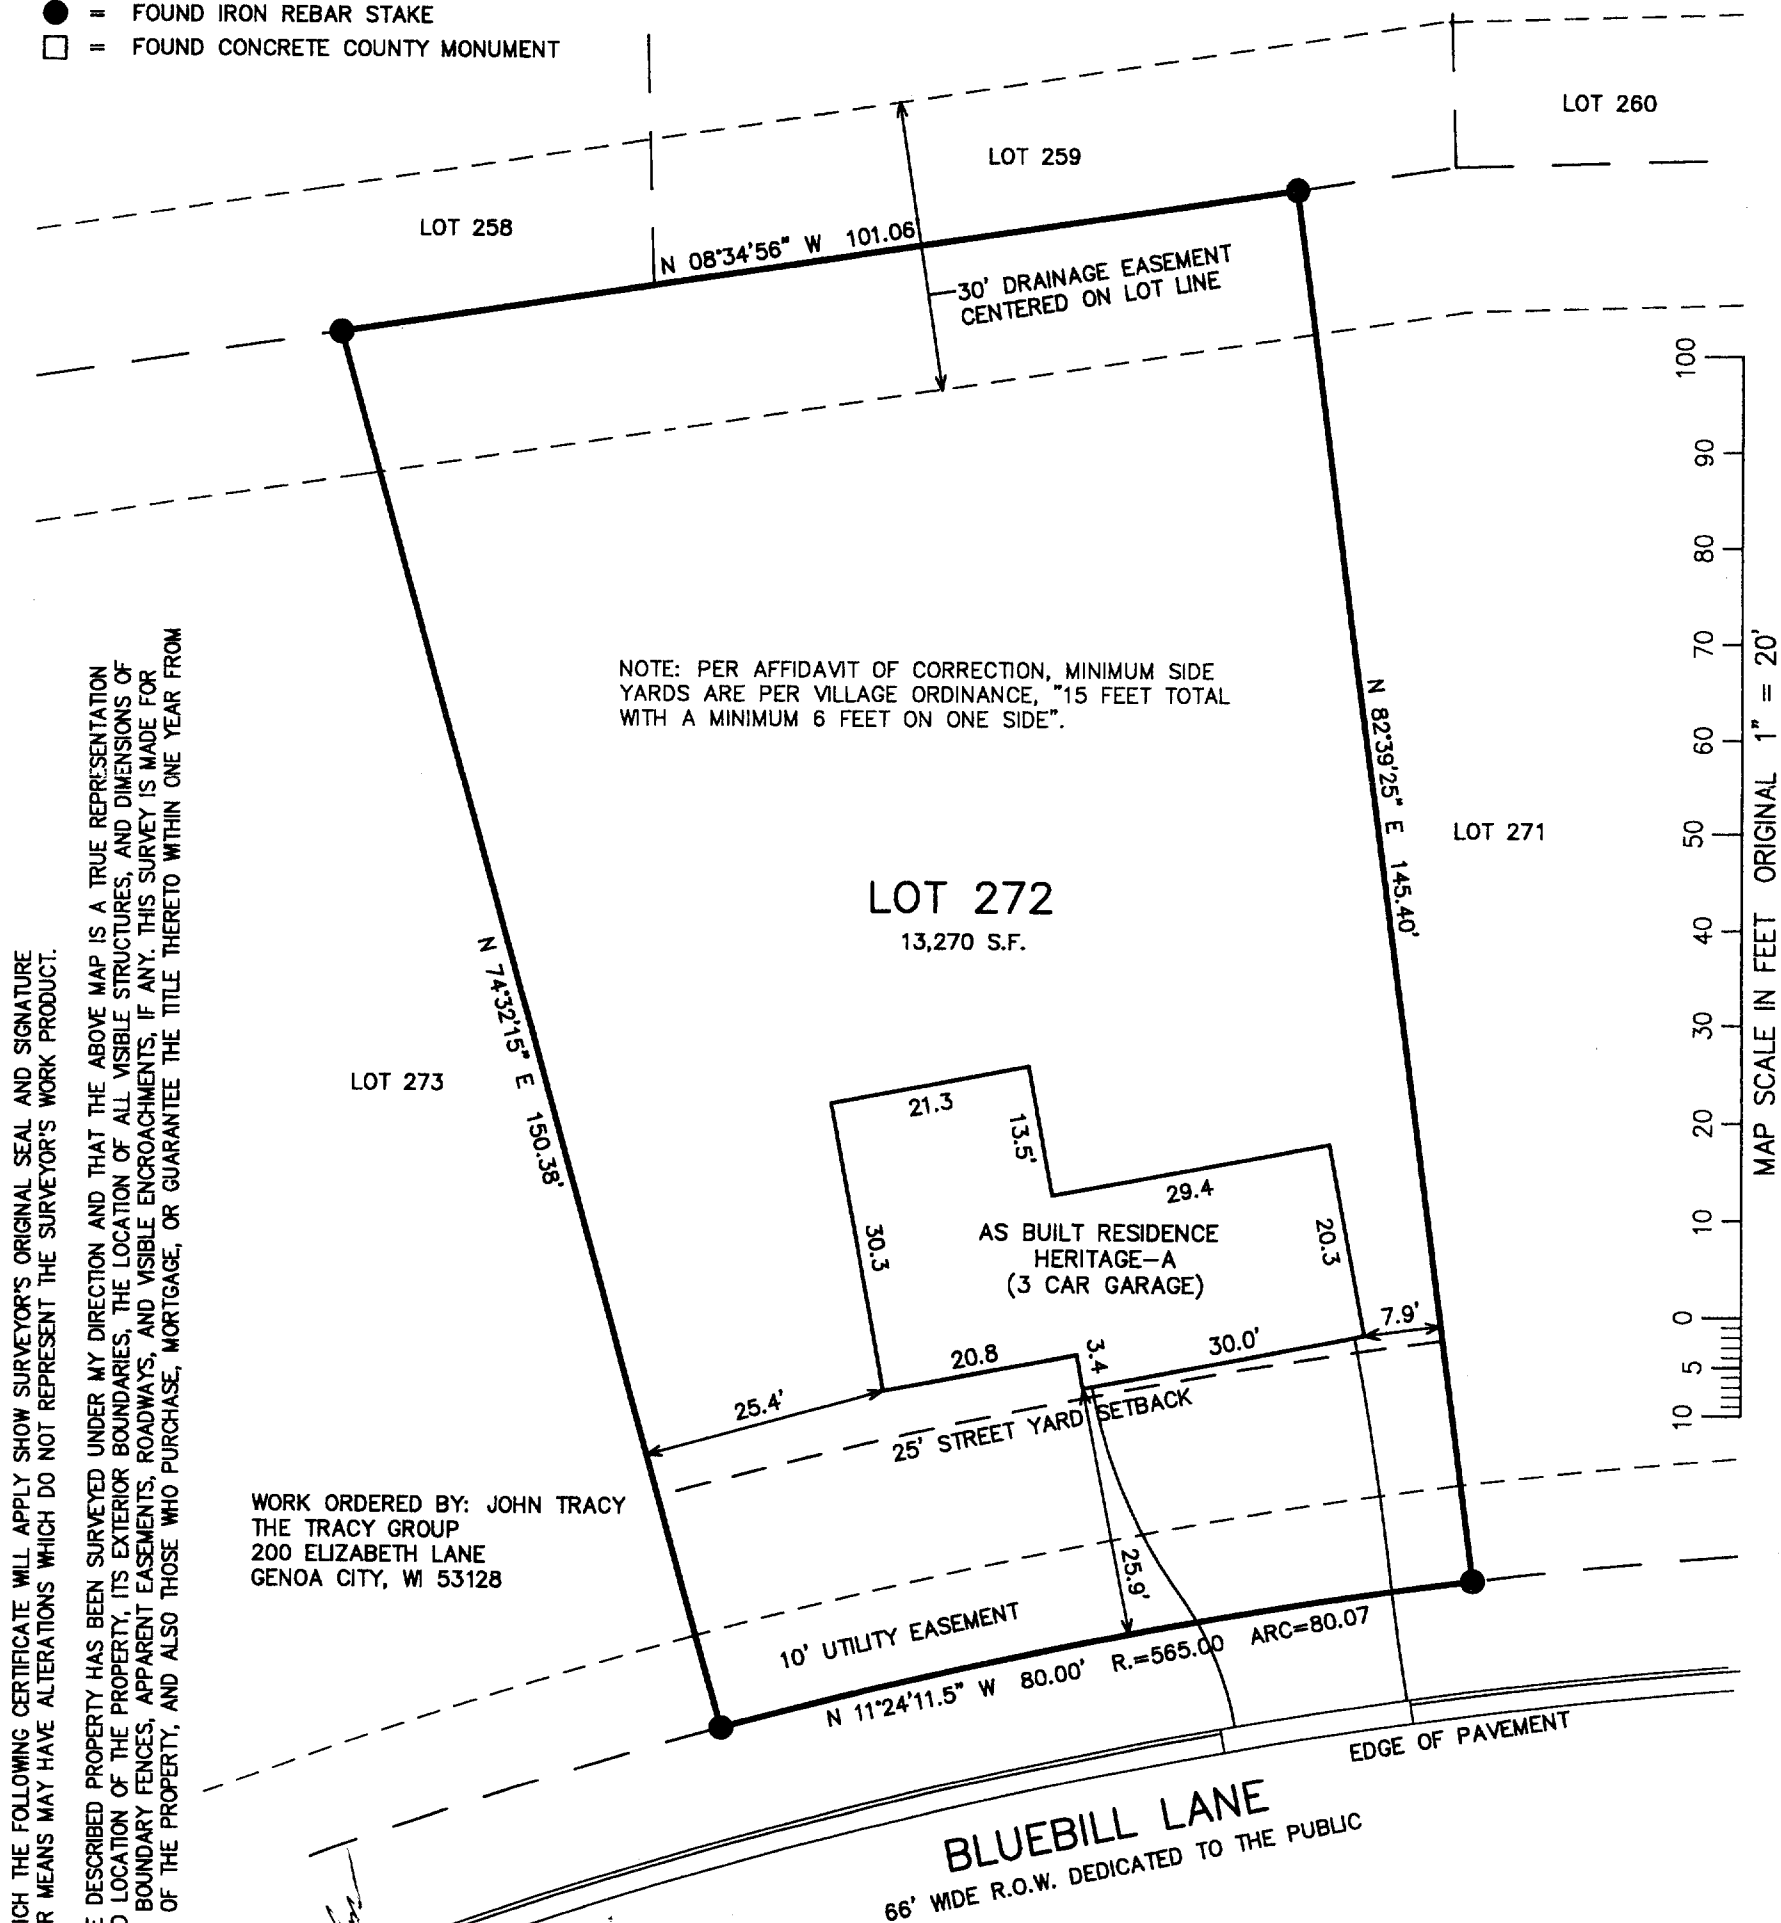 ● = FOUND IRON REBAR STAKE
□ = FOUND CONCRETE COUNTY MONUMENT
LOT 260
LOT 259
LOT 258
N 08°34'56" W 101.06
30' DRAINAGE EASEMENT
CENTERED ON LOT LINE
NOTE: PER AFFIDAVIT OF CORRECTION, MINIMUM SIDE
YARDS ARE PER VILLAGE ORDINANCE, "15 FEET TOTAL
WITH A MINIMUM 6 FEET ON ONE SIDE".
N 82°39'25" E 145.40'
LOT 271
LOT 272
13,270 S.F.
N 74°32'15" E 150.38'
LOT 273
21.3
13.5'
29.4
30.3
AS BUILT RESIDENCE
HERITAGE-A
(3 CAR GARAGE)
20.3
7.9'
20.8
3.4
30.0'
25.4'
25' STREET YARD SETBACK
WORK ORDERED BY: JOHN TRACY
THE TRACY GROUP
200 ELIZABETH LANE
GENOA CITY, WI 53128
25.9'
10' UTILITY EASEMENT
N 11°24'11.5" W 80.00' R.=565.00 ARC=80.07
EDGE OF PAVEMENT
BLUEBILL LANE
66' WIDE R.O.W. DEDICATED TO THE PUBLIC
100
90
80
70
60
50
40
30
20
10
0
5
10
MAP SCALE IN FEET ORIGINAL 1" = 20'
THE FOLLOWING CERTIFICATE WILL APPLY SHOW SURVEYOR'S ORIGINAL SEAL AND SIGNATURE
MEANS MAY HAVE ALTERATIONS WHICH DO NOT REPRESENT THE SURVEYOR'S WORK PRODUCT.
DESCRIBED PROPERTY HAS BEEN SURVEYED UNDER MY DIRECTION AND THAT THE ABOVE MAP IS A TRUE REPRESENTATION
LOCATION OF THE PROPERTY, ITS EXTERIOR BOUNDARIES, THE LOCATION OF ALL VISIBLE STRUCTURES, AND DIMENSIONS OF
BOUNDARY FENCES, APPARENT EASEMENTS, ROADWAYS, AND VISIBLE ENCROACHMENTS, IF ANY. THIS SURVEY IS MADE FOR
OF THE PROPERTY, AND ALSO THOSE WHO PURCHASE, MORTGAGE, OR GUARANTEE THE TITLE THERETO WITHIN ONE YEAR FROM